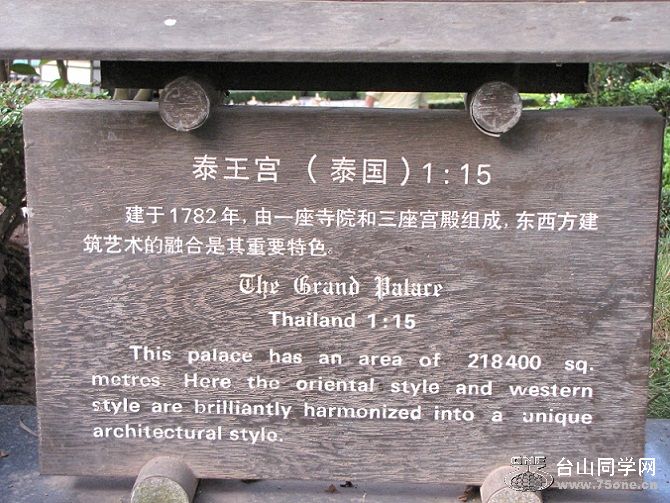 泰王宫（泰国）1:15
建于1782年，由一座寺院和三座宫殿组成，东西方建
筑艺术的融合是其重要特色。
The Grand Palace
Thailand 1:15
This palace has an area of 218400 sq.
metres. Here the oriental style and western
style are brilliantly harmonized into a unique
architectural style.
ONE
台山同学网
www.75one.cn